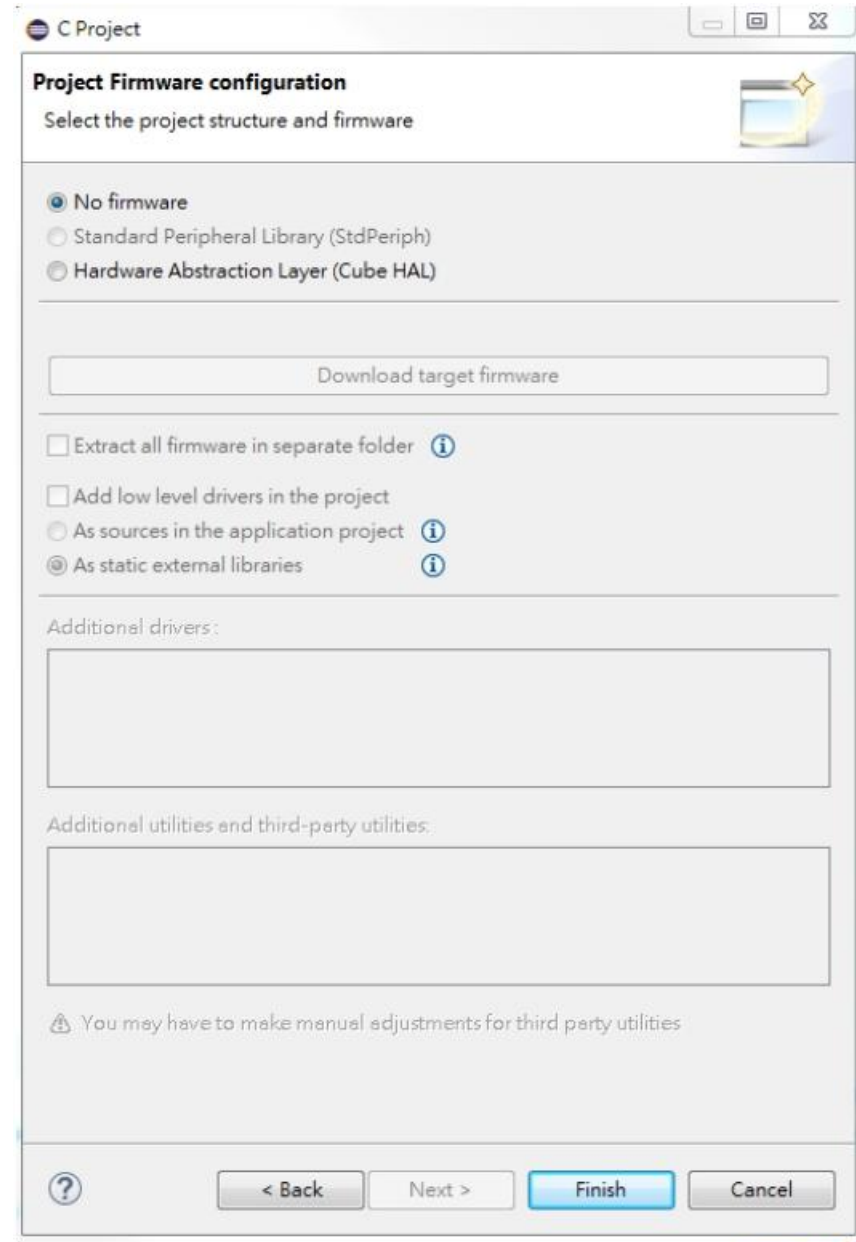 C Project
Project Firmware configuration
Select the project structure and firmware
No firmware
Standard Peripheral Library (StdPeriph)
Hardware Abstraction Layer (Cube HAL)
Download target firmware
Extract all firmware in separate folder
Add low level drivers in the project
As sources in the application project
As static external libraries
Additional drivers :
Additional utilities and third-party utilities:
You may have to make manual adjustments for third party utilities
< Back Next > Finish Cancel